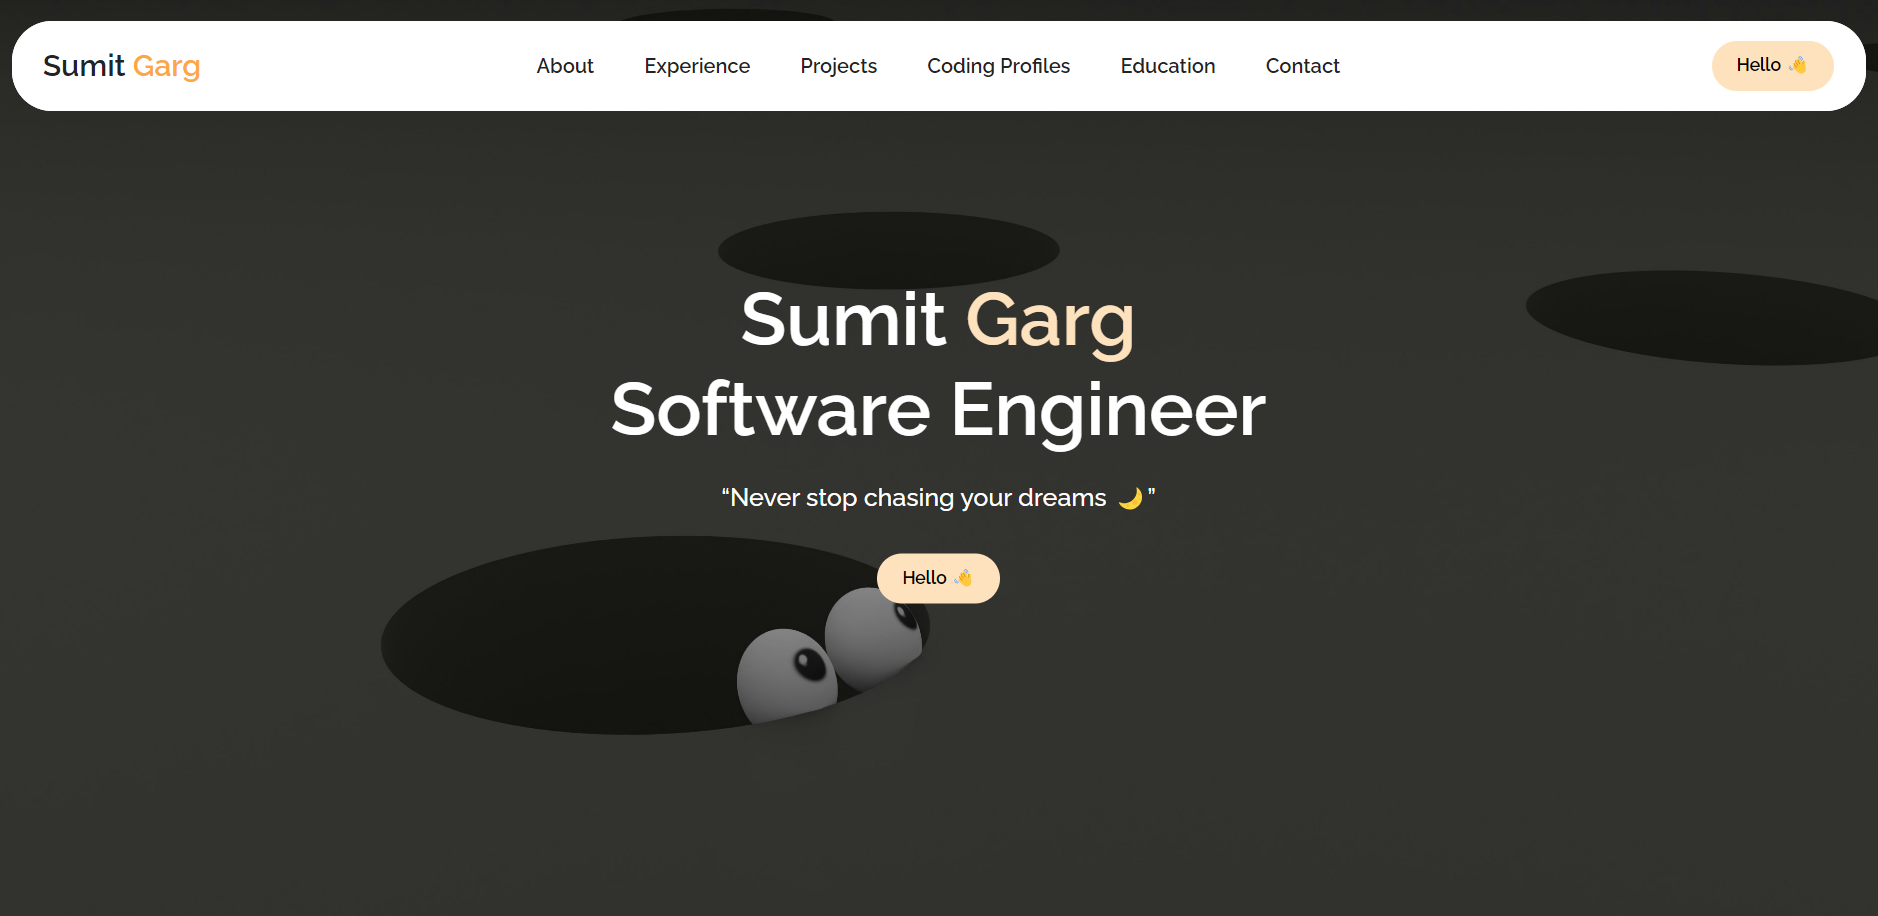 Sumit Garg
About Experience Projects Coding Profiles Education Contact
Hello 👋
Sumit Garg
Software Engineer
“Never stop chasing your dreams 🌙”
Hello 👋